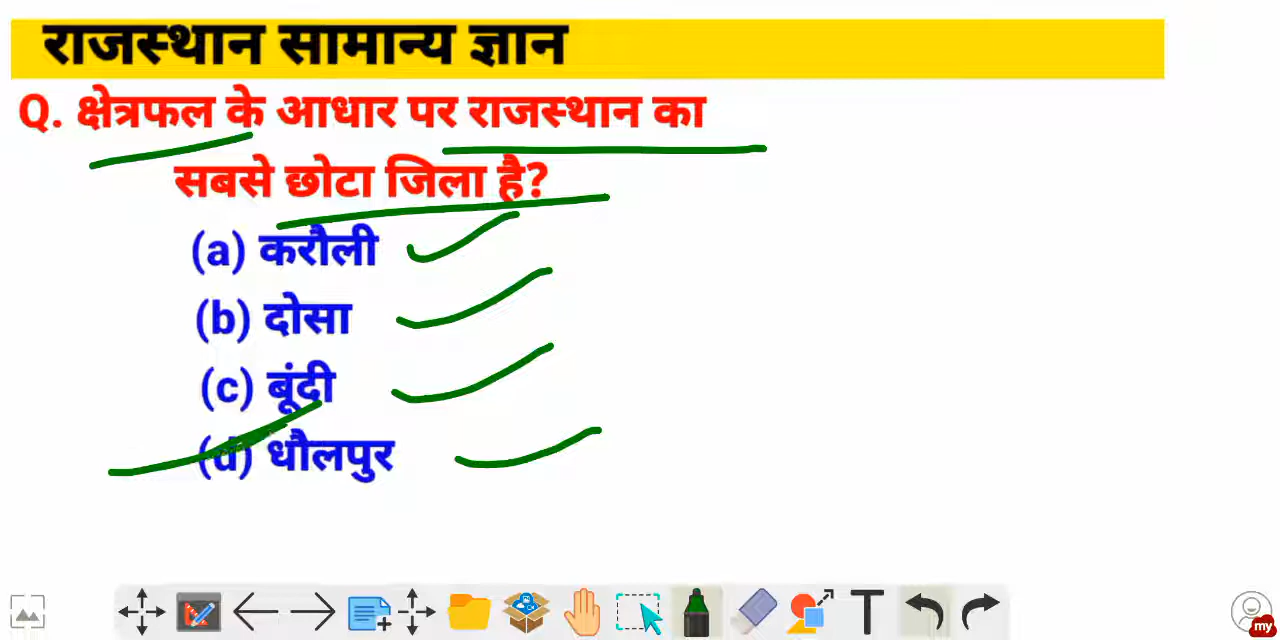 राजस्थान सामान्य ज्ञान
Q. क्षेत्रफल के आधार पर राजस्थान का
सबसे छोटा जिला है?
(a) करौली
(b) दोसा
(c) बूंदी
(d) धौलपुर
T
my